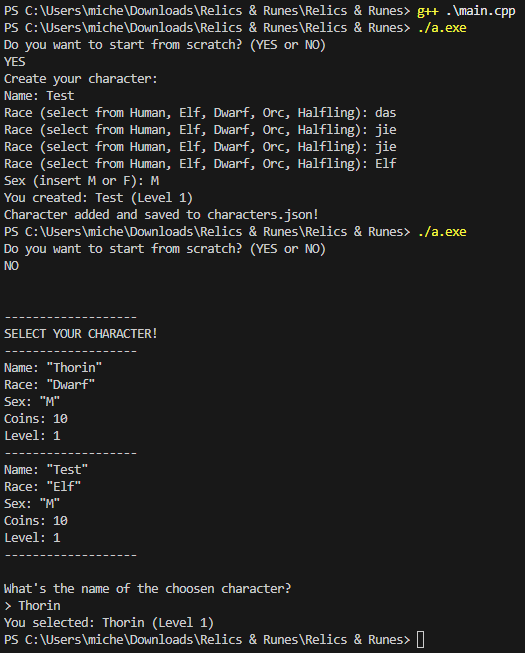 PS C:\Users\miche\Downloads\Relics & Runes\Relics & Runes> g++ .\main.cpp
PS C:\Users\miche\Downloads\Relics & Runes\Relics & Runes> ./a.exe
Do you want to start from scratch? (YES or NO)
YES
Create your character:
Name: Test
Race (select from Human, Elf, Dwarf, Orc, Halfling): das
Race (select from Human, Elf, Dwarf, Orc, Halfling): jie
Race (select from Human, Elf, Dwarf, Orc, Halfling): jie
Race (select from Human, Elf, Dwarf, Orc, Halfling): Elf
Sex (insert M or F): M
You created: Test (Level 1)
Character added and saved to characters.json!
PS C:\Users\miche\Downloads\Relics & Runes\Relics & Runes> ./a.exe
Do you want to start from scratch? (YES or NO)
NO
-------------------
SELECT YOUR CHARACTER!
-------------------
Name: "Thorin"
Race: "Dwarf"
Sex: "M"
Coins: 10
Level: 1
-------------------
Name: "Test"
Race: "Elf"
Sex: "M"
Coins: 10
Level: 1
-------------------
What's the name of the choosen character?
> Thorin
You selected: Thorin (Level 1)
PS C:\Users\miche\Downloads\Relics & Runes\Relics & Runes>